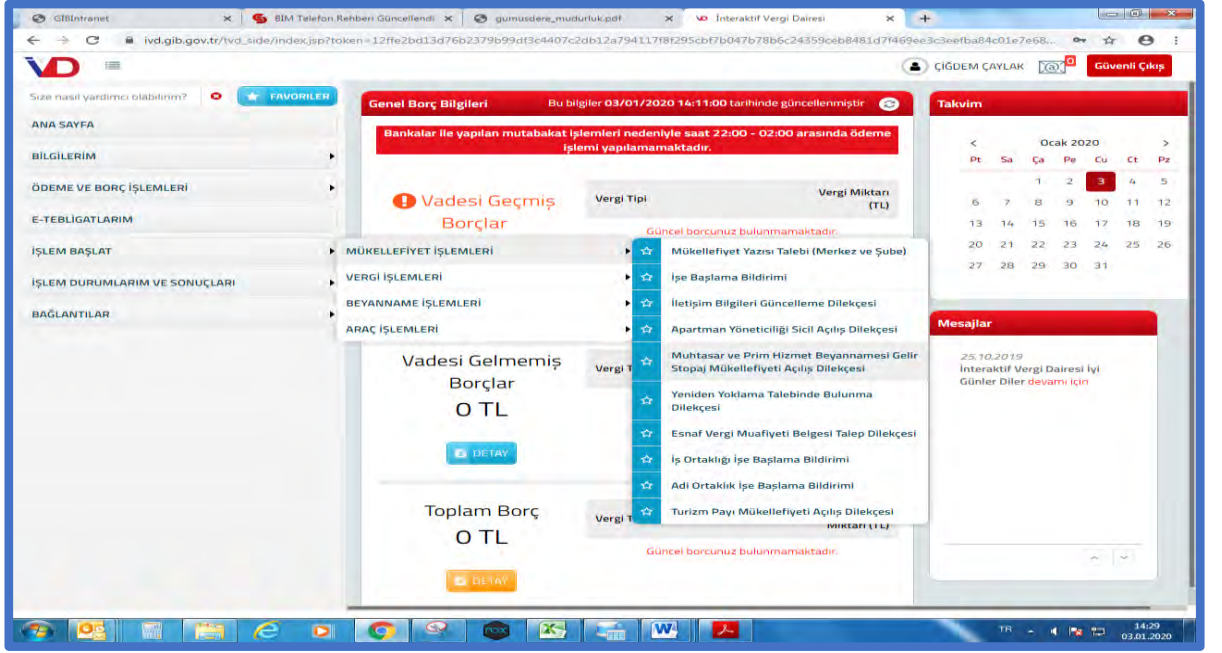 GİBİntranet
BİM Telefon Rehberi Güncellendi
gumusdere_mudurluk.pdf
İnteraktif Vergi Dairesi
VD
ÇİĞDEM ÇAYLAK
0
Güvenli Çıkış
Size nasıl yardımcı olabilirim?
FAVORİLER
ANA SAYFA
BİLGİLERİM
ÖDEME VE BORÇ İŞLEMLERİ
E-TEBLİGATLARIM
İŞLEM BAŞLAT
İŞLEM DURUMLARIM VE SONUÇLARI
BAĞLANTILAR
MÜKELLEFİYET İŞLEMLERİ
VERGİ İŞLEMLERİ
BEYANNAME İŞLEMLERİ
ARAÇ İŞLEMLERİ
Mükellefiyet Yazısı Talebi (Merkez ve Şube)
İşe Başlama Bildirimi
İletişim Bilgileri Güncelleme Dilekçesi
Apartman Yöneticiliği Sicil Açılış Dilekçesi
Muhtasar ve Prim Hizmet Beyannamesi Gelir
Stopaj Mükellefiyeti Açılış Dilekçesi
Yeniden Yoklama Talebinde Bulunma
Dilekçesi
Esnaf Vergi Muafiyeti Belgesi Talep Dilekçesi
İş Ortaklığı İşe Başlama Bildirimi
Adi Ortaklık İşe Başlama Bildirimi
Turizm Payı Mükellefiyeti Açılış Dilekçesi
Genel Borç Bilgileri
Bu bilgiler 03/01/2020 14:11:00 tarihinde güncellenmiştir
Bankalar ile yapılan mutabakat işlemleri nedeniyle saat 22:00 - 02:00 arasında ödeme
işlemi yapılamamaktadır.
Vadesi Geçmiş
Borçlar
Vergi Tipi
Vergi Miktarı
(TL)
Güncel borcunuz bulunmamaktadır.
Vadesi Gelmemiş
Borçlar
0 TL
Vergi T
DETAY
Toplam Borç
0 TL
Vergi T
Miktarı (TL)
Güncel borcunuz bulunmamaktadır.
DETAY
Takvim
< Ocak 2020 >
Pt Sa Ça Pe Cu Ct Pz
1 2 3 4 5
6 7 8 9 10 11 12
13 14 15 16 17 18 19
20 21 22 23 24 25 26
27 28 29 30 31
Mesajlar
25.10.2019
İnteraktif Vergi Dairesi İyi
Günler Diler devamı için
TR
14:29
03.01.2020